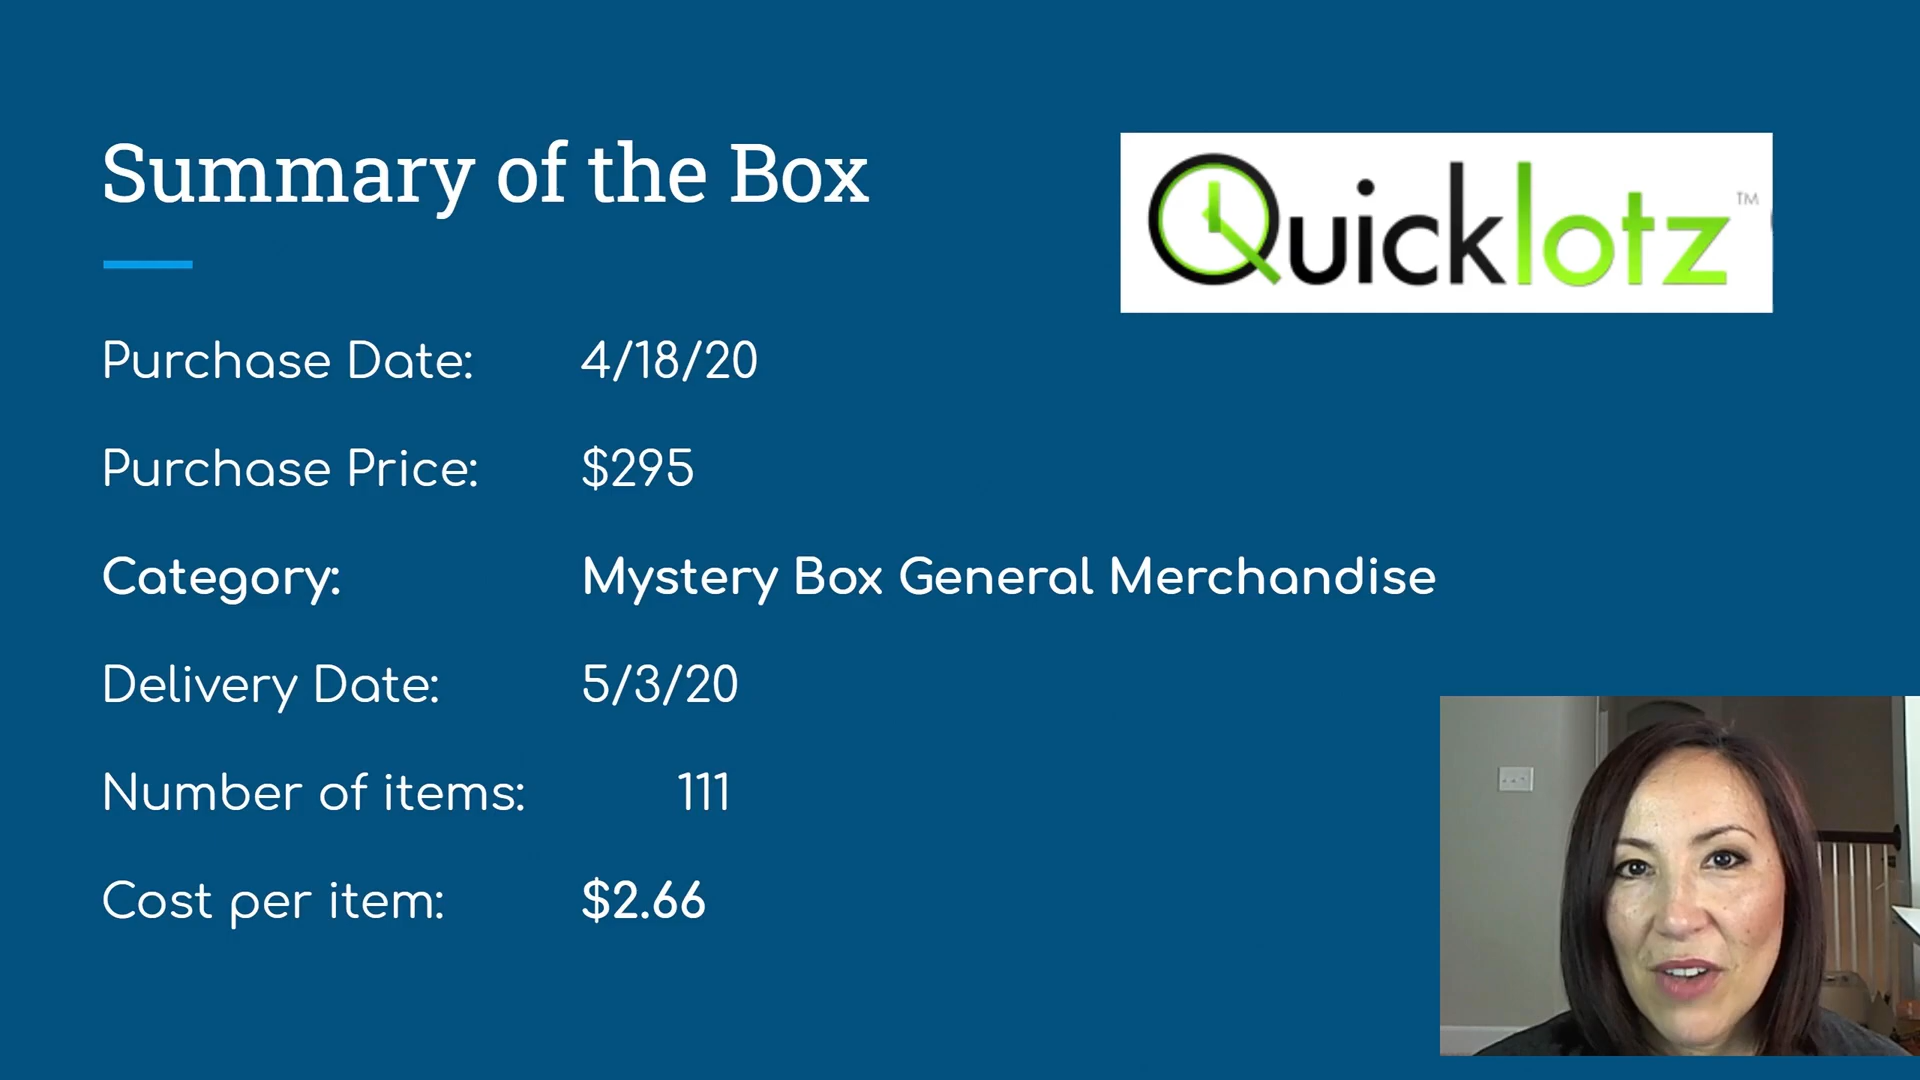 Summary of the Box
Quicklotz™
Purchase Date: 4/18/20
Purchase Price: $295
Category: Mystery Box General Merchandise
Delivery Date: 5/3/20
Number of items: 111
Cost per item: $2.66